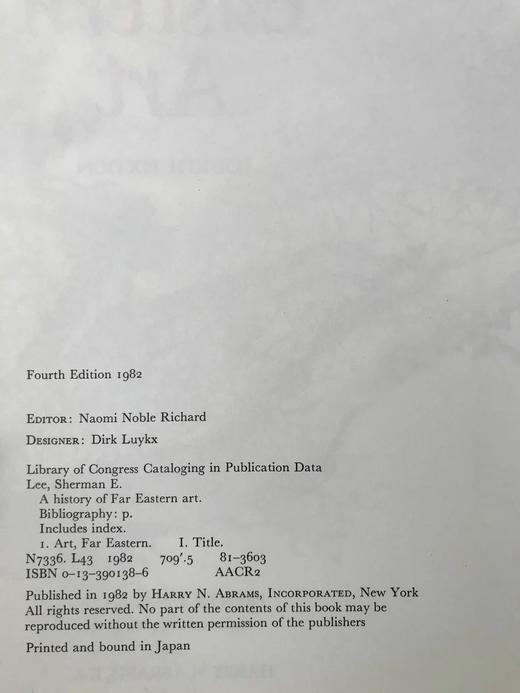 Fourth Edition 1982
EDITOR: Naomi Noble Richard
DESIGNER: Dirk Luykx
Library of Congress Cataloging in Publication Data
Lee, Sherman E.
A history of Far Eastern art.
Bibliography: p.
Includes index.
1. Art, Far Eastern. I. Title.
N7336. L43 1982 709'.5 81–3603
ISBN 0–13–390138–6 AACR2
Published in 1982 by HARRY N. ABRAMS, INCORPORATED, New York
All rights reserved. No part of the contents of this book may be
reproduced without the written permission of the publishers
Printed and bound in Japan